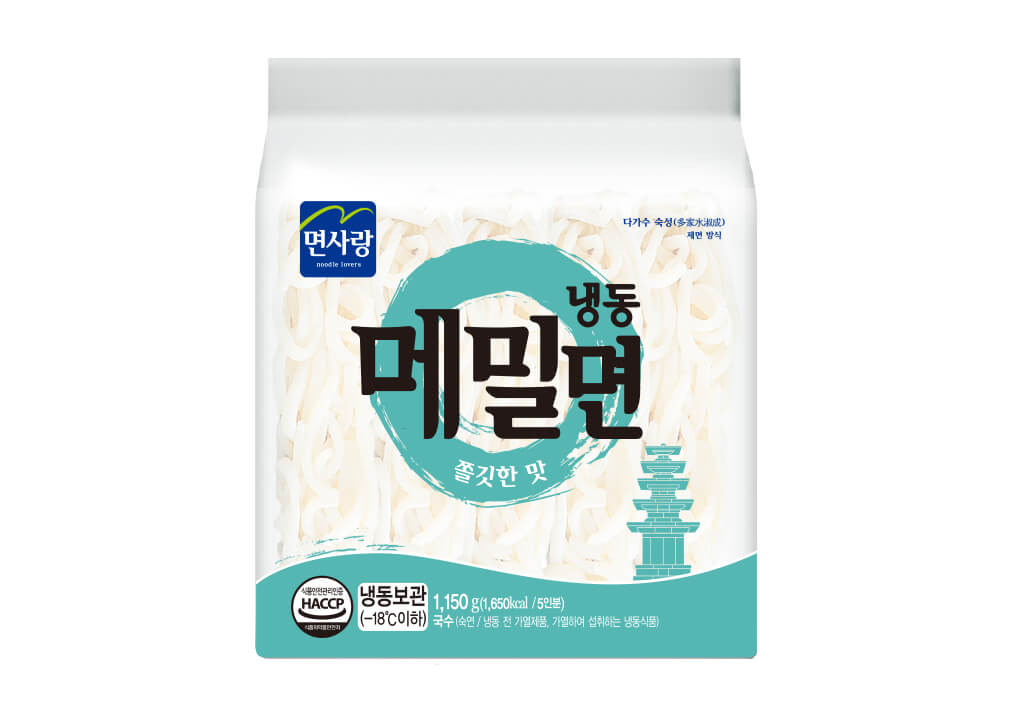 면사랑
noodle lovers
다가수 숙성(多家水淑成)
제면 방식
냉동
메밀면
쫄깃한 맛
식품안전관리인증
HACCP
식품의약품안전처
냉동보관
(-18℃이하)
1,150 g(1,650kcal / 5인분)
국수 (숙면 / 냉동 전 가열제품, 가열하여 섭취하는 냉동식품)